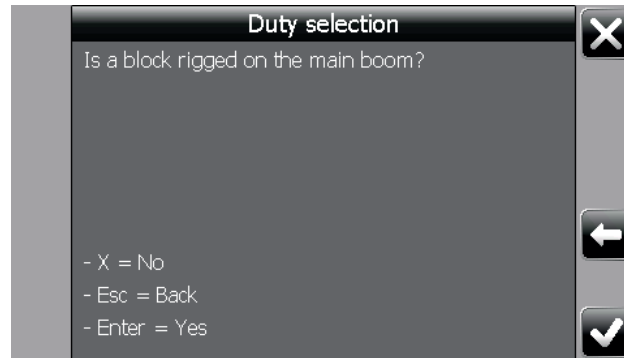 Duty selection
Is a block rigged on the main boom?
- X = No
- Esc = Back
- Enter = Yes